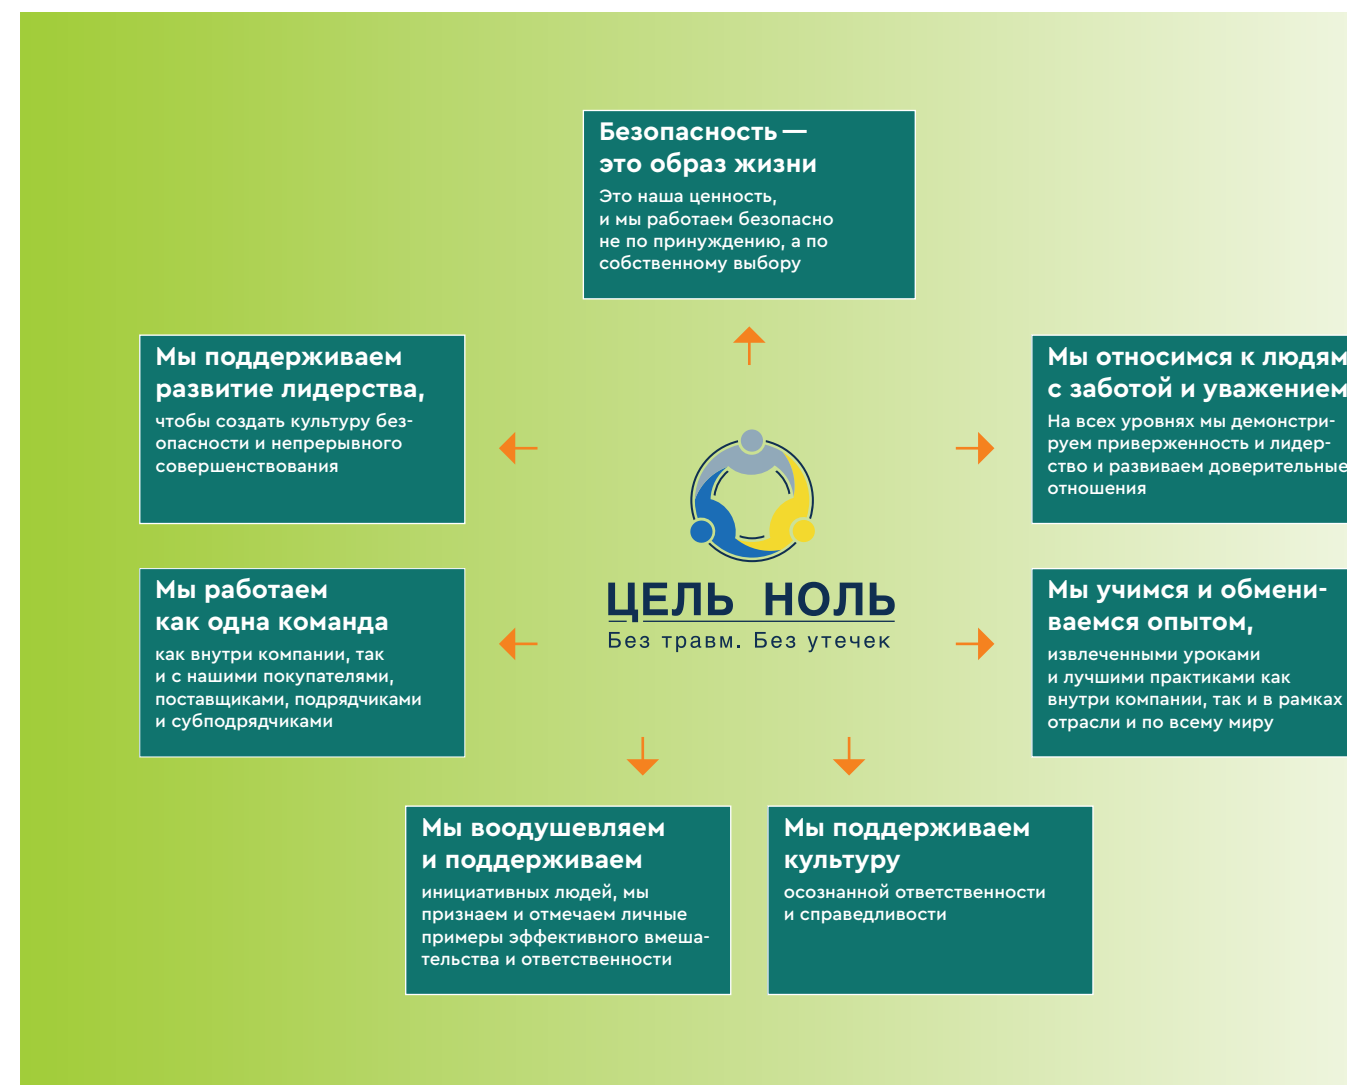 Безопасность —
это образ жизни
Это наша ценность,
и мы работаем безопасно
не по принуждению, а по
собственному выбору
Мы поддерживаем
развитие лидерства,
чтобы создать культуру без-
опасности и непрерывного
совершенствования
Мы относимся к людям
с заботой и уважением
На всех уровнях мы демонстри-
руем приверженность и лидер-
ство и развиваем доверительные
отношения
ЦЕЛЬ НОЛЬ
Без травм. Без утечек
Мы работаем
как одна команда
как внутри компании, так
и с нашими покупателями,
поставщиками, подрядчиками
и субподрядчиками
Мы учимся и обмени-
ваемся опытом,
извлеченными уроками
и лучшими практиками как
внутри компании, так и в рамках
отрасли и по всему миру
Мы воодушевляем
и поддерживаем
инициативных людей, мы
признаем и отмечаем личные
примеры эффективного вмеша-
тельства и ответственности
Мы поддерживаем
культуру
осознанной ответственности
и справедливости